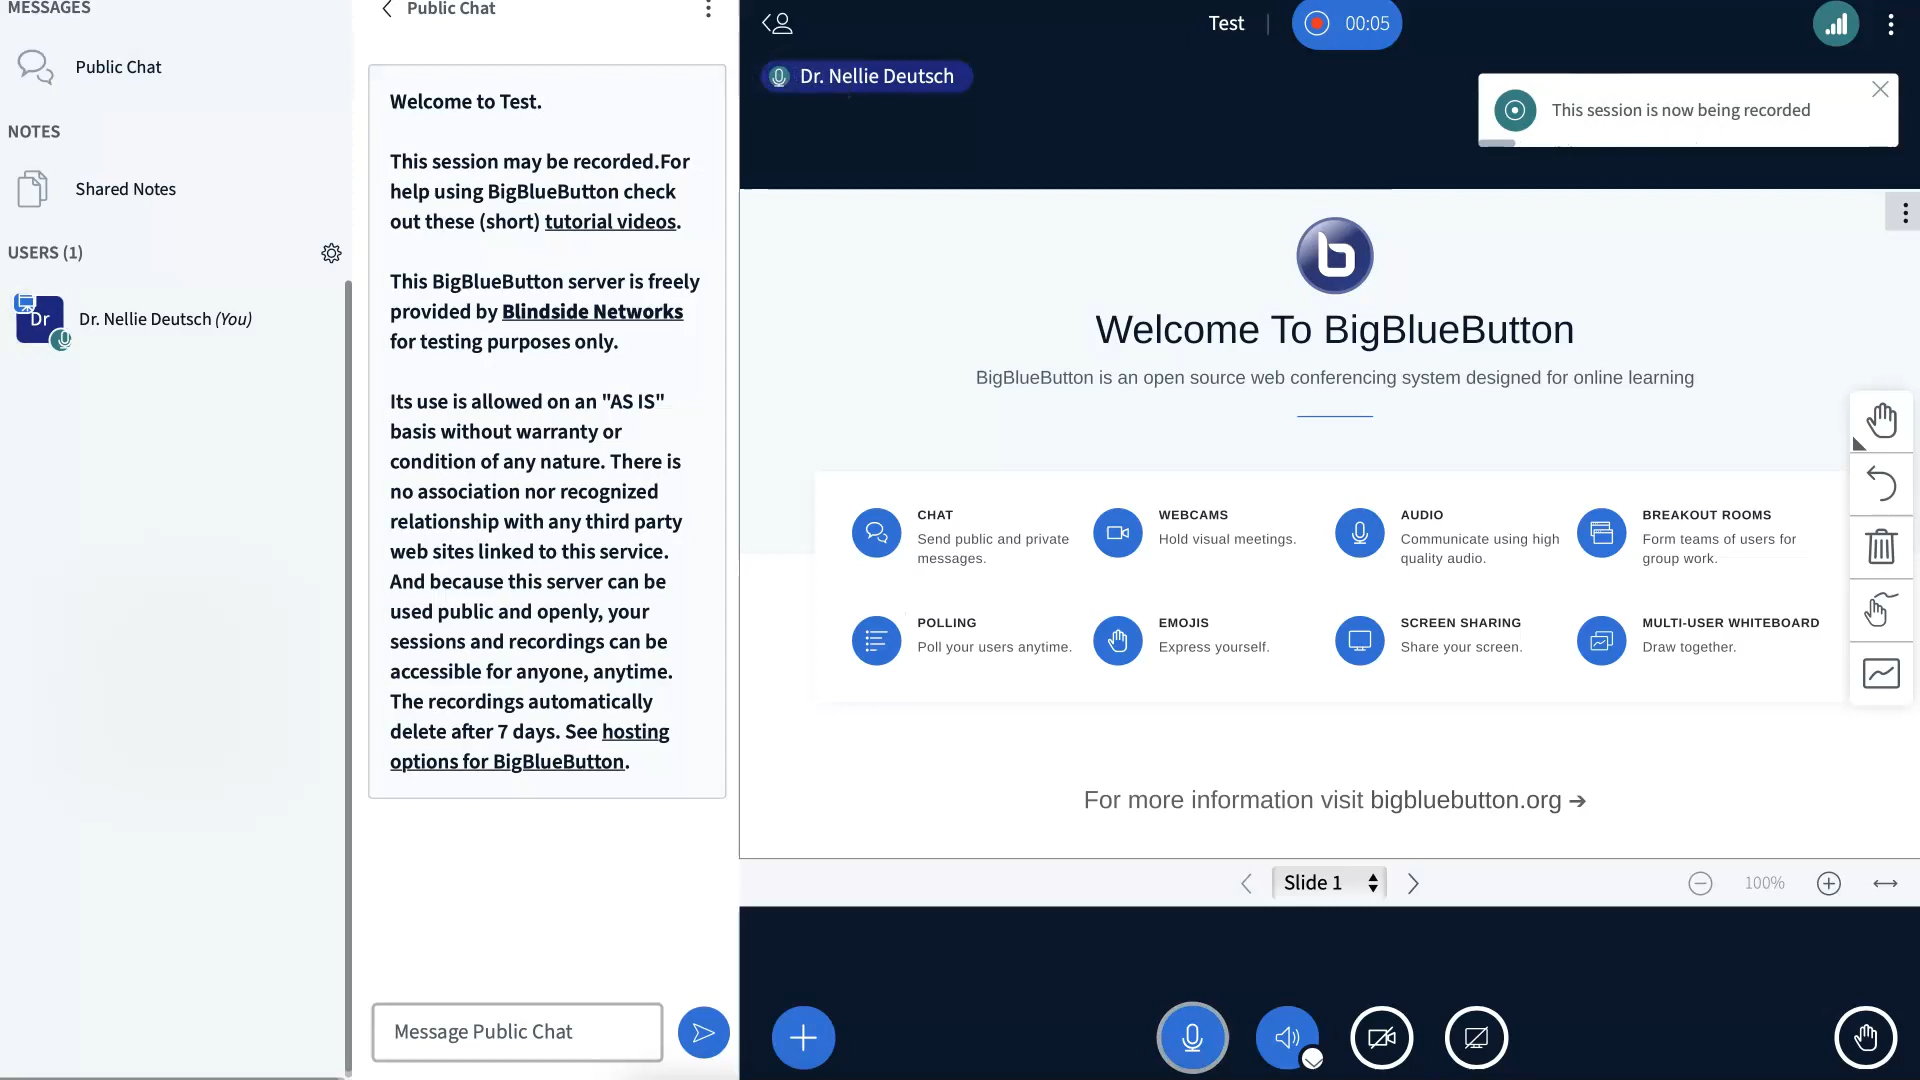 MESSAGES
Public Chat
NOTES
Shared Notes
USERS (1)
Dr
Dr. Nellie Deutsch (You)
Public Chat
Welcome to Test.
This session may be recorded.For
help using BigBlueButton check
out these (short) tutorial videos.
This BigBlueButton server is freely
provided by Blindside Networks
for testing purposes only.
Its use is allowed on an "AS IS"
basis without warranty or
condition of any nature. There is
no association nor recognized
relationship with any third party
web sites linked to this service.
And because this server can be
used public and openly, your
sessions and recordings can be
accessible for anyone, anytime.
The recordings automatically
delete after 7 days. See hosting
options for BigBlueButton.
Message Public Chat
Test
00:05
Dr. Nellie Deutsch
This session is now being recorded
b
Welcome To BigBlueButton
BigBlueButton is an open source web conferencing system designed for online learning
CHAT
Send public and private
messages.
WEBCAMS
Hold visual meetings.
AUDIO
Communicate using high
quality audio.
BREAKOUT ROOMS
Form teams of users for
group work.
POLLING
Poll your users anytime.
EMOJIS
Express yourself.
SCREEN SHARING
Share your screen.
MULTI-USER WHITEBOARD
Draw together.
For more information visit bigbluebutton.org ➔
Slide 1
100%